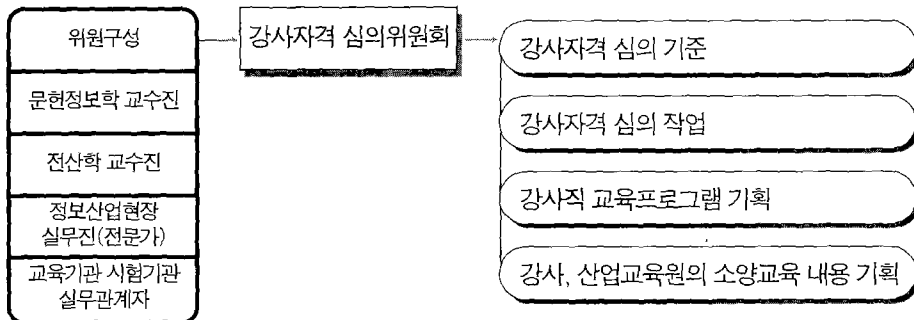 위원구성
문헌정보학 교수진
전산학 교수진
정보산업현장
실무진(전문가)
교육기관 시험기관
실무관계자
강사자격 심의위원회
강사자격 심의 기준
강사자격 심의 작업
강사직 교육프로그램 기획
강사, 산업교육원의 소양교육 내용 기획